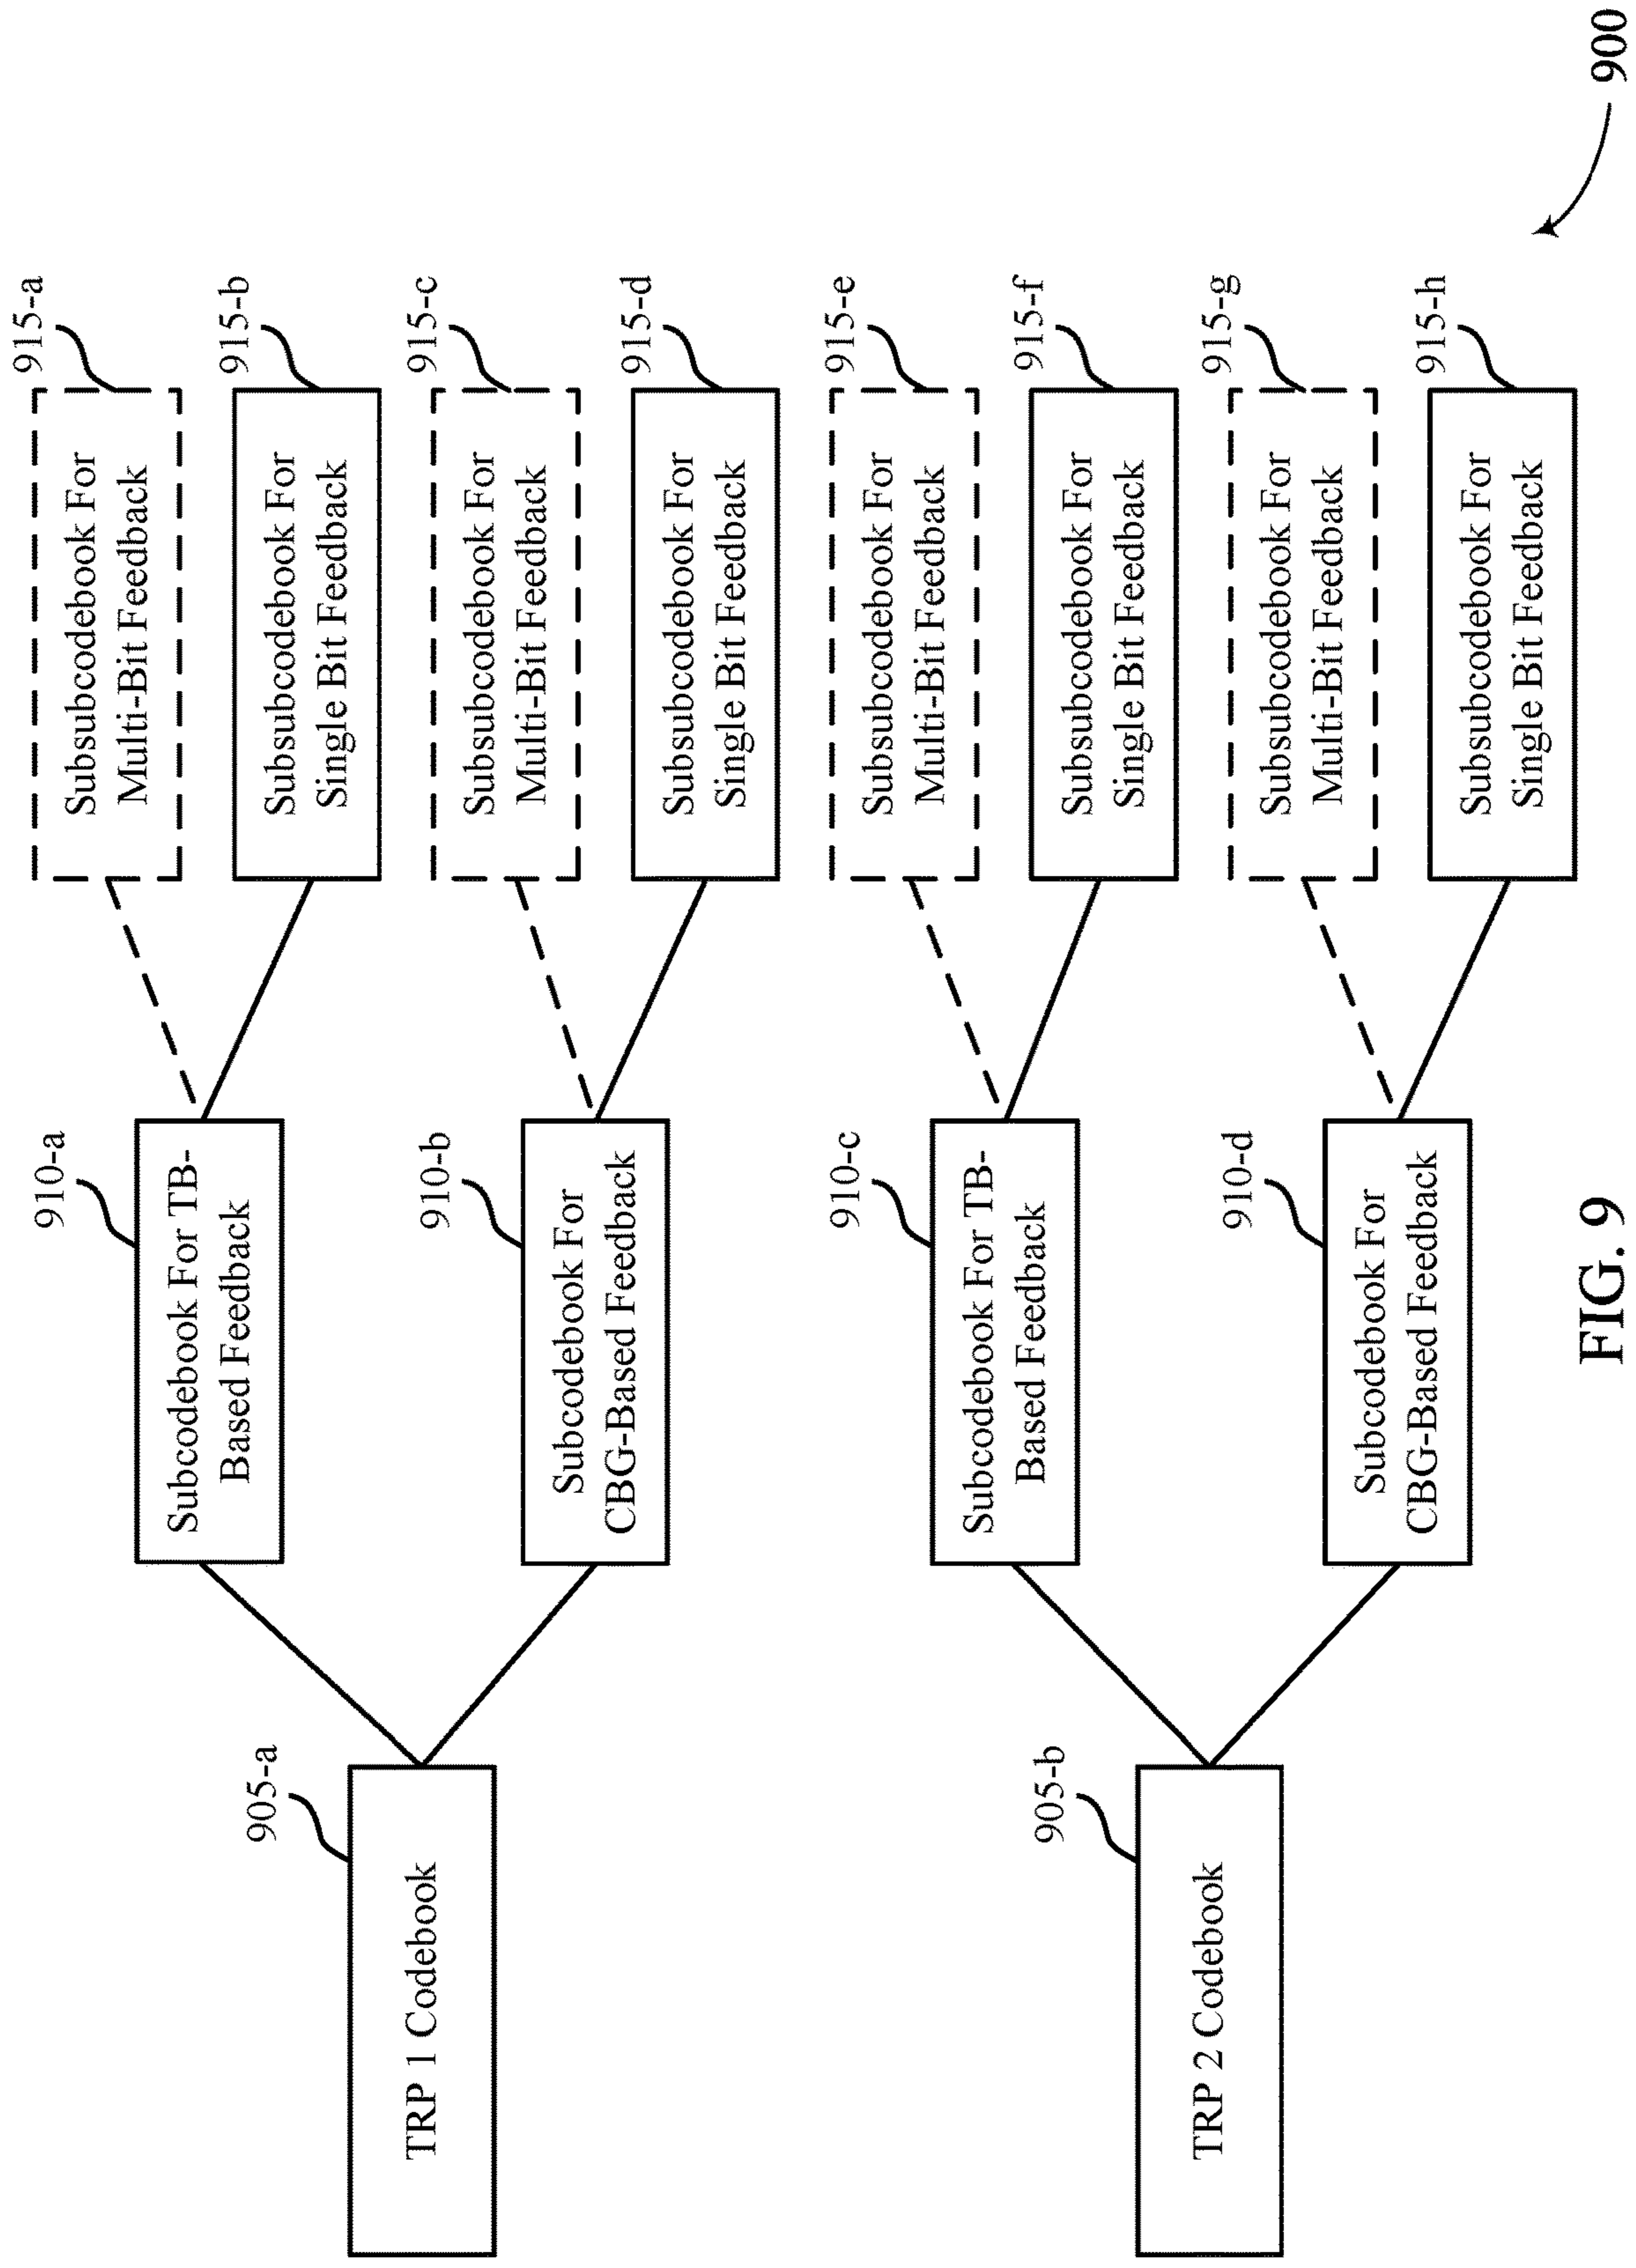 915-a
Subsubcodebook For
Multi-Bit Feedback
910-a
Subcodebook For TB-
Based Feedback
915-b
Subsubcodebook For
Single Bit Feedback
905-a
TRP 1 Codebook
915-c
Subsubcodebook For
Multi-Bit Feedback
910-b
Subcodebook For
CBG-Based Feedback
915-d
Subsubcodebook For
Single Bit Feedback
915-e
Subsubcodebook For
Multi-Bit Feedback
910-c
Subcodebook For TB-
Based Feedback
915-f
Subsubcodebook For
Single Bit Feedback
905-b
TRP 2 Codebook
915-g
Subsubcodebook For
Multi-Bit Feedback
910-d
Subcodebook For
CBG-Based Feedback
915-h
Subsubcodebook For
Single Bit Feedback
900
FIG. 9